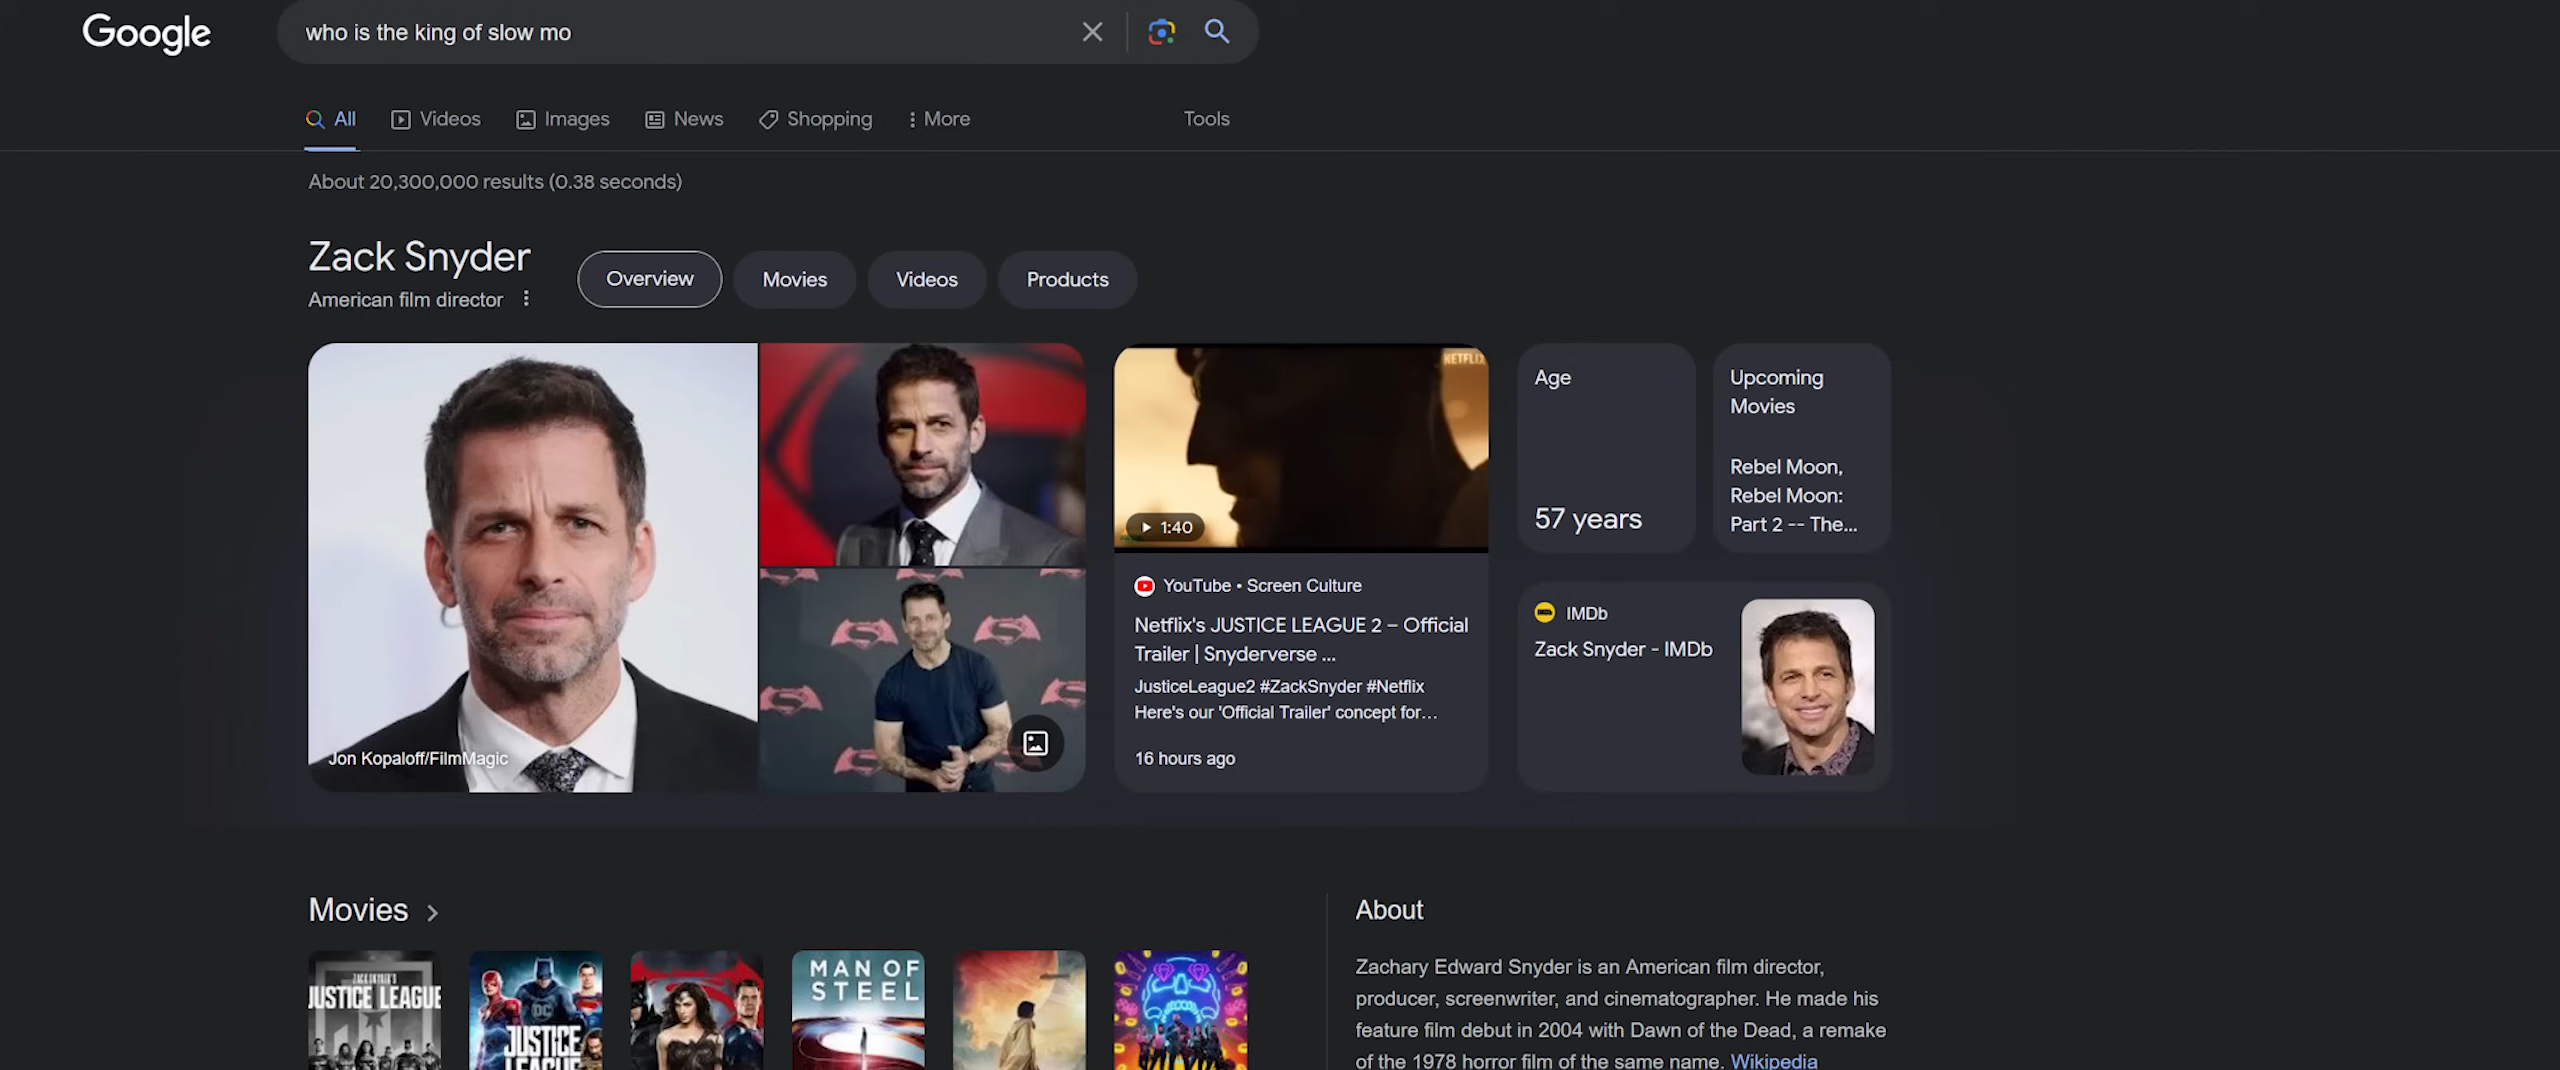 Google
who is the king of slow mo
All
Videos
Images
News
Shopping
More
Tools
About 20,300,000 results (0.38 seconds)
Zack Snyder
American film director
Overview
Movies
Videos
Products
Jon Kopaloff/FilmMagic
NETFLIX
1:40
YouTube • Screen Culture
Netflix's JUSTICE LEAGUE 2 – Official
Trailer | Snyderverse ...
JusticeLeague2 #ZackSnyder #Netflix
Here's our 'Official Trailer' concept for...
16 hours ago
Age
57 years
Upcoming
Movies
Rebel Moon,
Rebel Moon:
Part 2 -- The...
IMDb
Zack Snyder - IMDb
Movies
ZACK SNYDER'S
JUSTICE LEAGUE
DC
JUSTICE
LEAGUE
MAN OF
STEEL
About
Zachary Edward Snyder is an American film director,
producer, screenwriter, and cinematographer. He made his
feature film debut in 2004 with Dawn of the Dead, a remake
of the 1978 horror film of the same name. Wikipedia